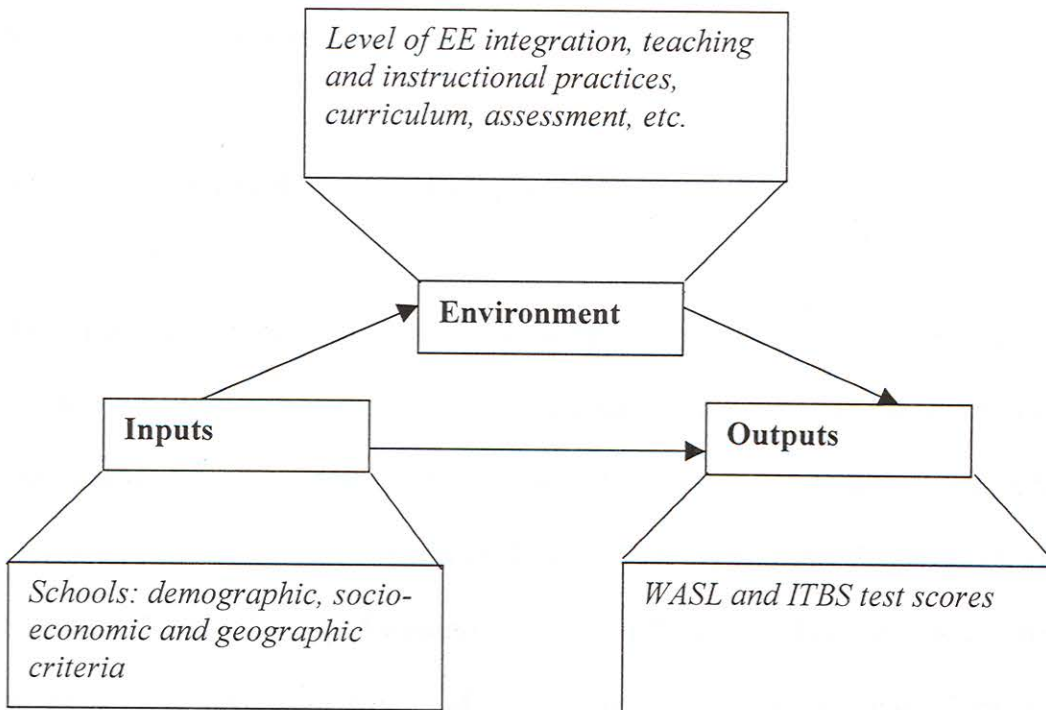 Level of EE integration, teaching
and instructional practices,
curriculum, assessment, etc.
Environment
Inputs
Outputs
Schools: demographic, socio-
economic and geographic
criteria
WASL and ITBS test scores